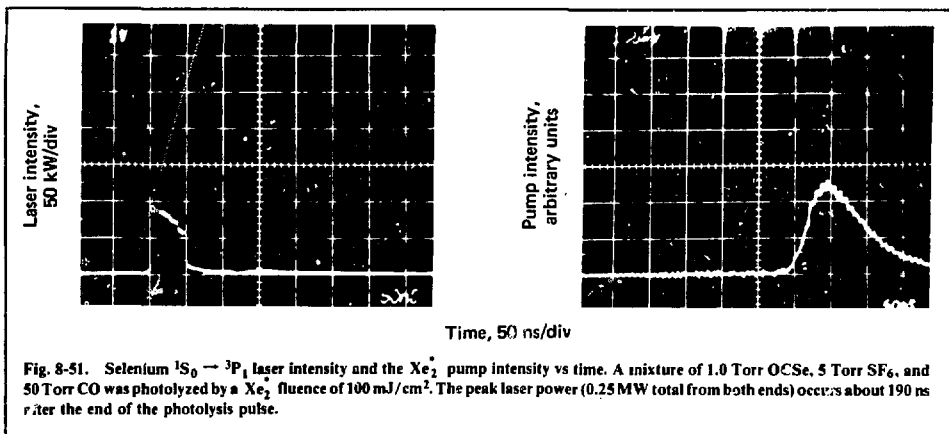 Laser intensity,
50 kW/div
Pump intensity,
arbitrary units
Time, 50 ns/div
Fig. 8-51. Selenium ¹S₀ → ³P₁ laser intensity and the Xe₂* pump intensity vs time. A mixture of 1.0 Torr OCSe, 5 Torr SF₆, and
50 Torr CO was photolyzed by a Xe₂* fluence of 100 mJ/cm². The peak laser power (0.25 MW total from both ends) occurs about 190 ns
after the end of the photolysis pulse.